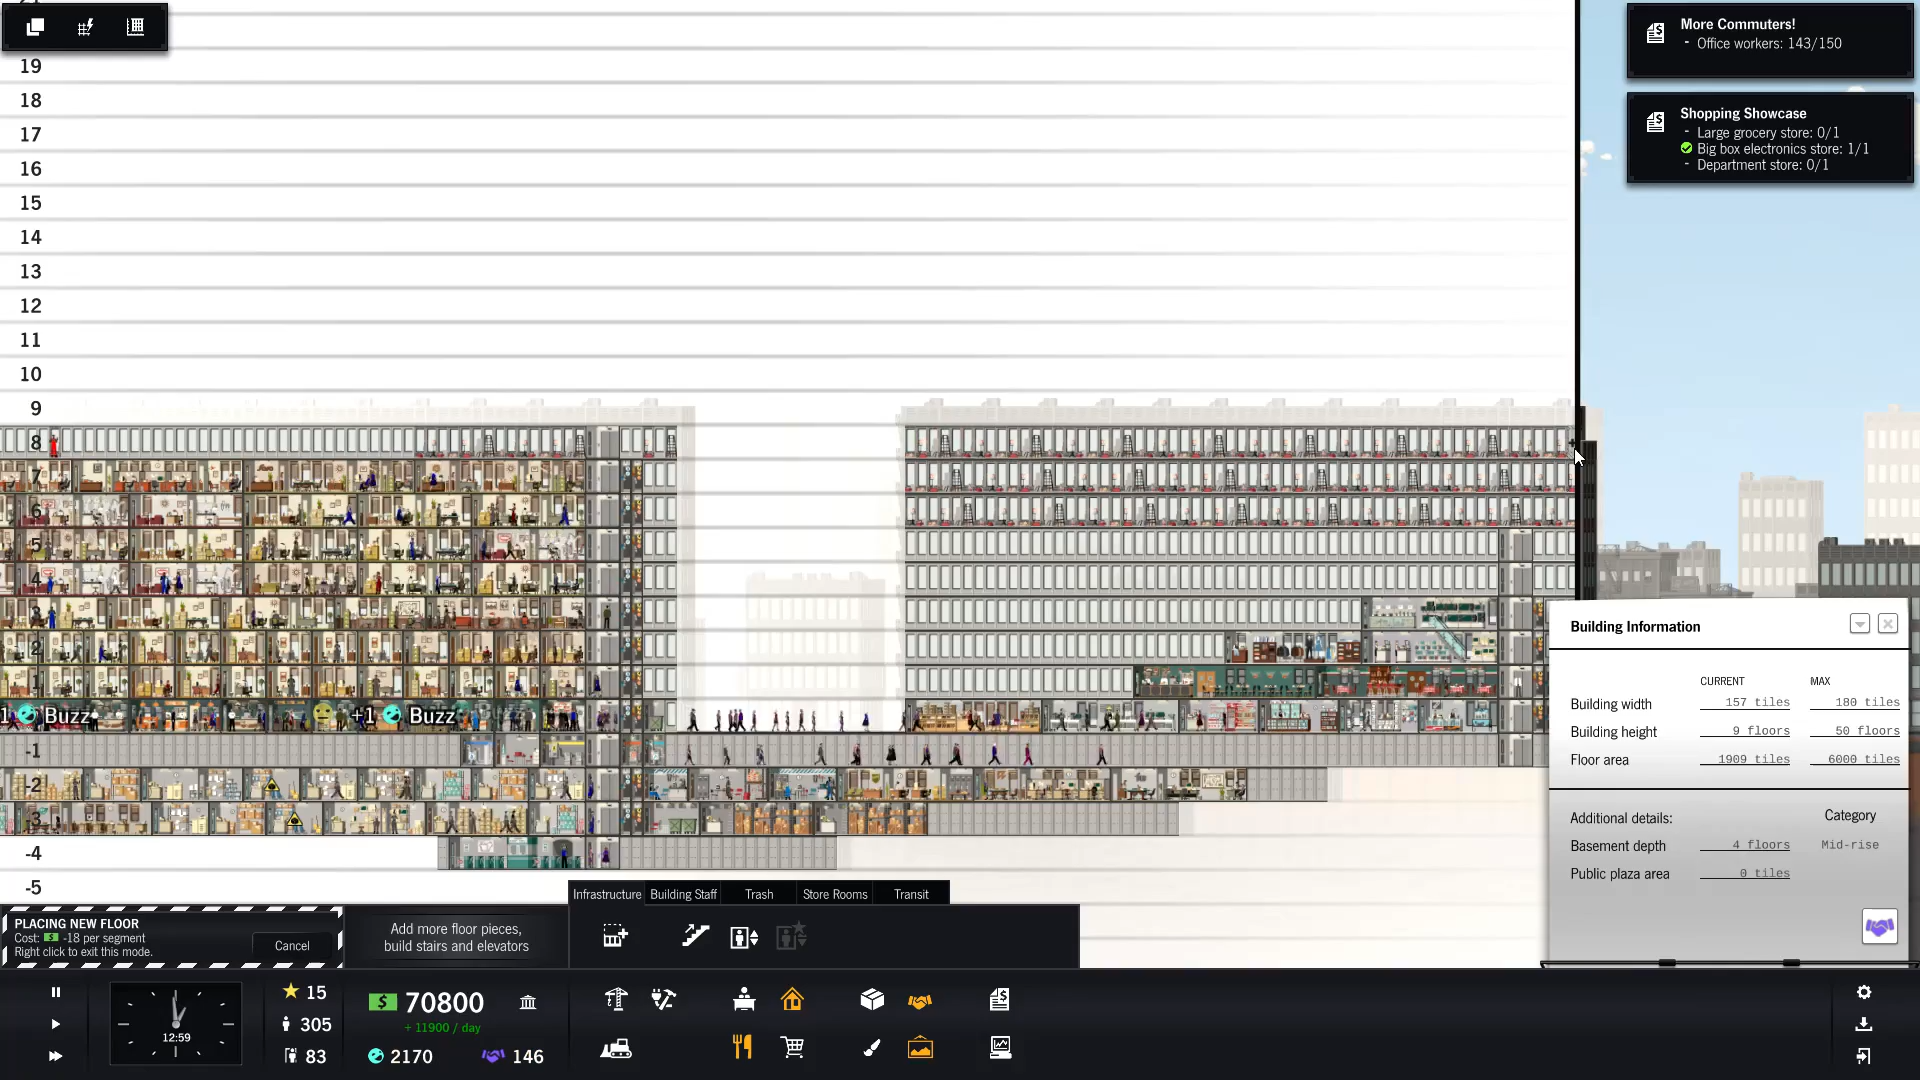 19
18
17
16
15
14
13
12
11
10
9
8
7
6
5
4
3
2
1
-1
-2
-3
-4
-5
+1 Buzz
1 Buzz
More Commuters!
- Office workers: 143/150
Shopping Showcase
- Large grocery store: 0/1
Big box electronics store: 1/1
- Department store: 0/1
Building Information
CURRENT MAX
Building width 157 tiles 180 tiles
Building height 9 floors 50 floors
Floor area 1909 tiles 6000 tiles
Additional details: Category
Basement depth 4 floors Mid-rise
Public plaza area 0 tiles
Infrastructure Building Staff Trash Store Rooms Transit
PLACING NEW FLOOR
Cost: $ -18 per segment
Right click to exit this mode.
Cancel
Add more floor pieces,
build stairs and elevators
12:59
15
305
83
$ 70800
+ 11900 / day
2170 146